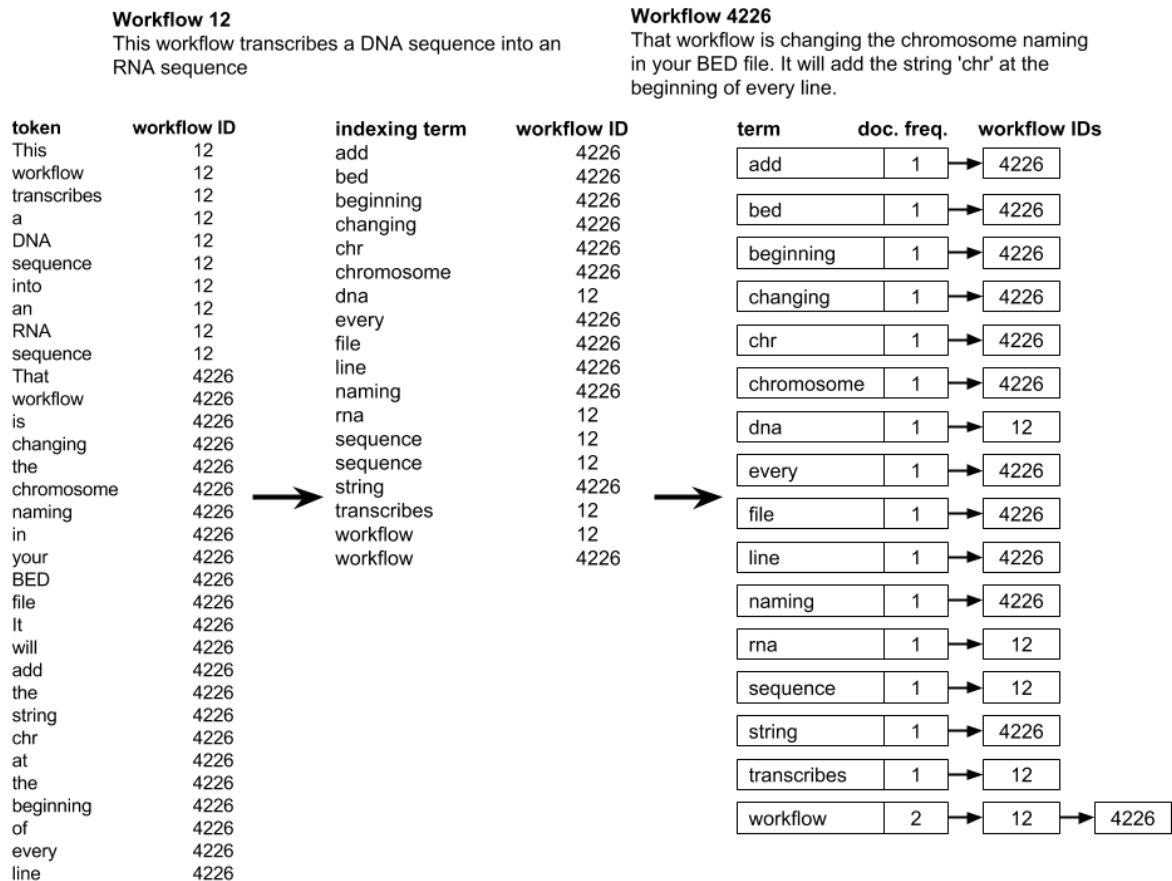 Workflow 12
This workflow transcribes a DNA sequence into an
RNA sequence
Workflow 4226
That workflow is changing the chromosome naming
in your BED file. It will add the string 'chr' at the
beginning of every line.
token workflow ID
This 12
workflow 12
transcribes 12
a 12
DNA 12
sequence 12
into 12
an 12
RNA 12
sequence 12
That 4226
workflow 4226
is 4226
changing 4226
the 4226
chromosome 4226
naming 4226
in 4226
your 4226
BED 4226
file 4226
It 4226
will 4226
add 4226
the 4226
string 4226
chr 4226
at 4226
the 4226
beginning 4226
of 4226
every 4226
line 4226
indexing term workflow ID
add 4226
bed 4226
beginning 4226
changing 4226
chr 4226
chromosome 4226
dna 12
every 4226
file 4226
line 4226
naming 4226
rna 12
sequence 12
sequence 12
string 4226
transcribes 12
workflow 12
workflow 4226
term doc. freq. workflow IDs
add 1 4226
bed 1 4226
beginning 1 4226
changing 1 4226
chr 1 4226
chromosome 1 4226
dna 1 12
every 1 4226
file 1 4226
line 1 4226
naming 1 4226
rna 1 12
sequence 1 12
string 1 4226
transcribes 1 12
workflow 2 12 4226